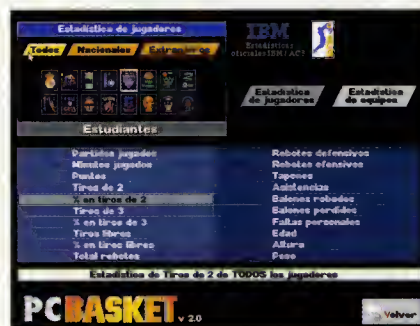 Estadística de jugadores
Todos
Nacionales
Extranjeros
IBM
Estadísticas
oficiales IBM / ACB
Estadística
de jugadores
Estadística
de equipos
Estudiantes
Partidos jugados
Minutos jugados
Puntos
Tiros de 2
% en tiros de 2
Tiros de 3
% en tiros de 3
Tiros libres
% en tiros libres
Total rebotes
Rebotes defensivos
Rebotes ofensivos
Tapones
Asistencias
Balones robados
Balones perdidos
Faltas personales
Edad
Altura
Peso
Estadística de Tiros de 2 de TODOS los jugadores
PC BASKET v 2.0
Volver